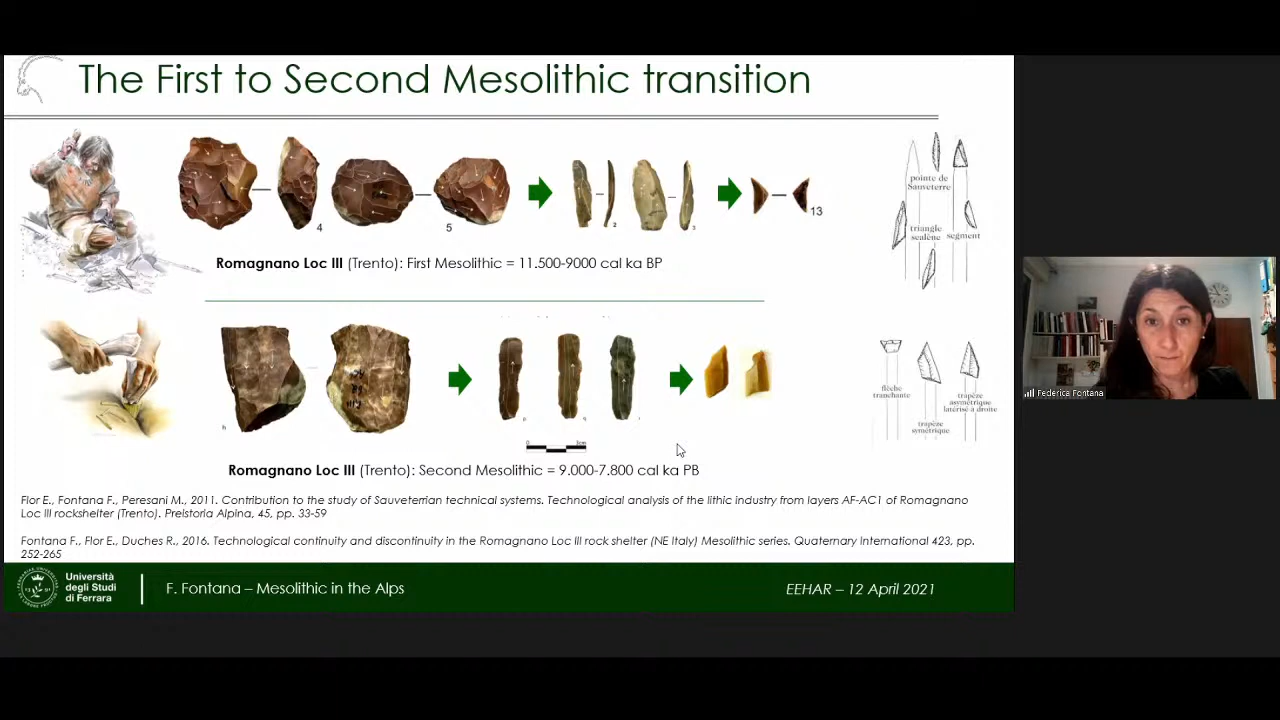 The First to Second Mesolithic transition
4
5
2
3
13
pointe de
Sauveterre
triangle
scalène
segment
Romagnano Loc III (Trento): First Mesolithic = 11.500-9000 cal ka BP
0
3cm
flèche
tranchante
trapèze
symétrique
trapèze
asymétrique
latérisé à droite
Romagnano Loc III (Trento): Second Mesolithic = 9.000-7.800 cal ka PB
Flor E., Fontana F., Peresani M., 2011. Contribution to the study of Sauveterrian technical systems. Technological analysis of the lithic industry from layers AF-AC1 of Romagnano
Loc III rockshelter (Trento). Preistoria Alpina, 45, pp. 33-59
Fontana F., Flor E., Duches R., 2016. Technological continuity and discontinuity in the Romagnano Loc III rock shelter (NE Italy) Mesolithic series. Quaternary International 423, pp.
252-265
Università
degli Studi
di Ferrara
F. Fontana – Mesolithic in the Alps
EEHAR – 12 April 2021
Federica Fontana